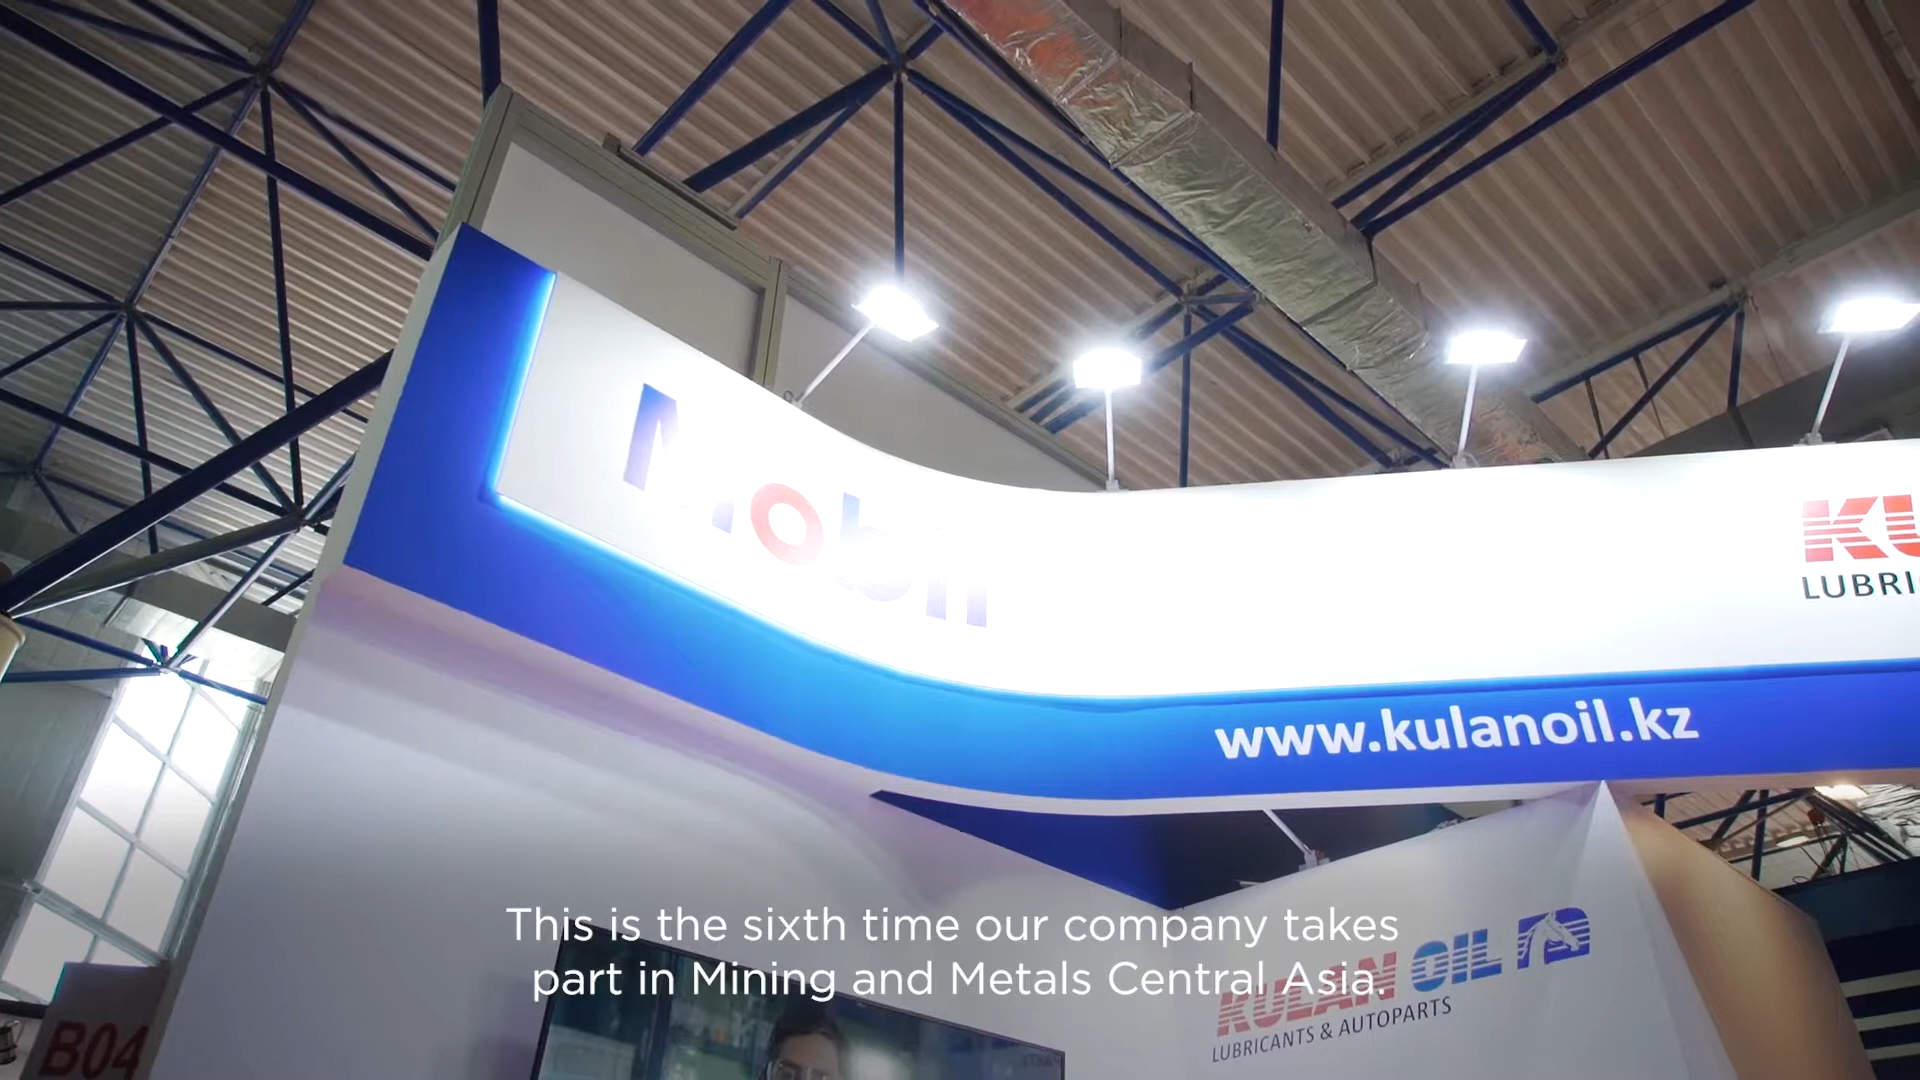 Mobil
KU
LUBRI
www.kulanoil.kz
This is the sixth time our company takes
part in Mining and Metals Central Asia.
KULAN OIL
LUBRICANTS & AUTOPARTS
B04